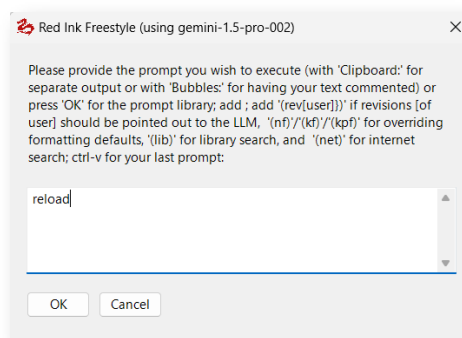 Red Ink Freestyle (using gemini-1.5-pro-002)
Please provide the prompt you wish to execute (with 'Clipboard:' for
separate output or with 'Bubbles:' for having your text commented) or
press 'OK' for the prompt library; add ; add '(rev[user]))' if revisions [of
user] should be pointed out to the LLM,  '(nf)'/'(kf)'/'(kpf)' for overriding
formatting defaults, '(lib)' for library search, and  '(net)' for internet
search; ctrl-v for your last prompt:
reload
OK Cancel